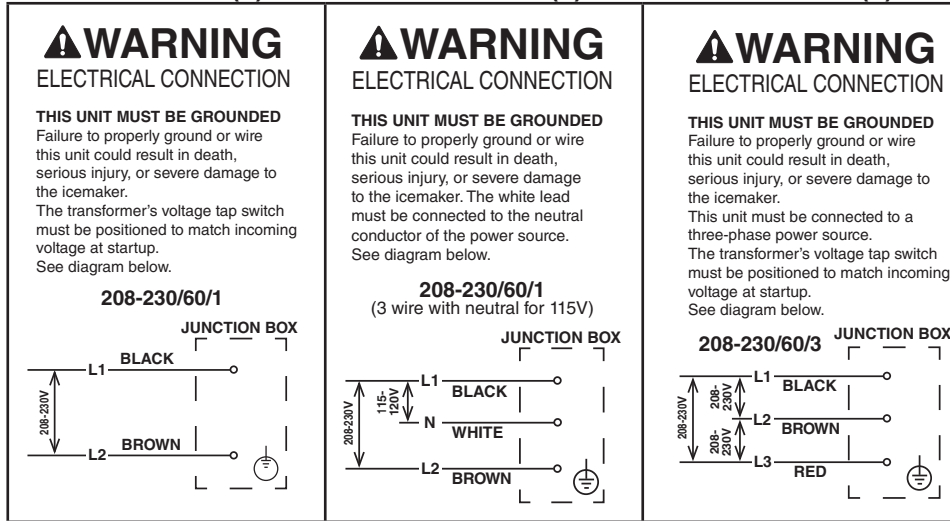 WARNING
ELECTRICAL CONNECTION
THIS UNIT MUST BE GROUNDED
Failure to properly ground or wire
this unit could result in death,
serious injury, or severe damage to
the icemaker.
The transformer's voltage tap switch
must be positioned to match incoming
voltage at startup.
See diagram below.
208-230/60/1
JUNCTION BOX
L1 BLACK
208-230V
L2 BROWN
WARNING
ELECTRICAL CONNECTION
THIS UNIT MUST BE GROUNDED
Failure to properly ground or wire
this unit could result in death,
serious injury, or severe damage
to the icemaker. The white lead
must be connected to the neutral
conductor of the power source.
See diagram below.
208-230/60/1
(3 wire with neutral for 115V)
JUNCTION BOX
L1 BLACK
208-230V
115-
120V
N WHITE
L2 BROWN
WARNING
ELECTRICAL CONNECTION
THIS UNIT MUST BE GROUNDED
Failure to properly ground or wire
this unit could result in death,
serious injury, or severe damage to
the icemaker.
This unit must be connected to a
three-phase power source.
The transformer's voltage tap switch
must be positioned to match incoming
voltage at startup.
See diagram below.
208-230/60/3
JUNCTION BOX
L1 BLACK
208-230V
208-
230V
L2 BROWN
208-
230V
L3 RED